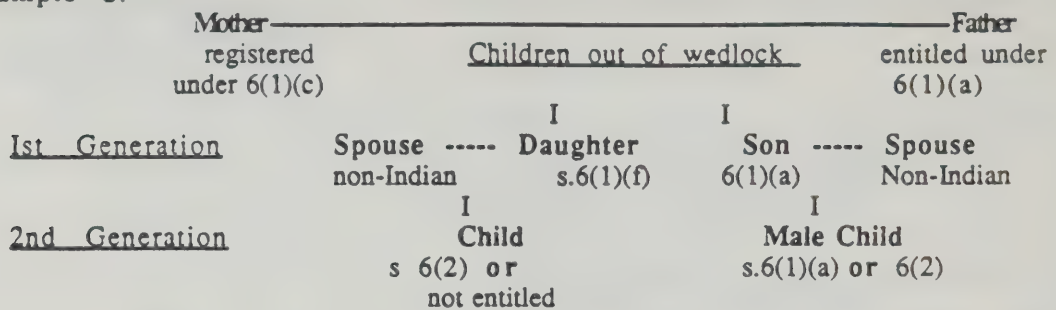 Mother Father
registered Children out of wedlock entitled under
under 6(1)(c) 6(1)(a)
I I
Ist Generation Spouse ----- Daughter Son ----- Spouse
non-Indian s.6(1)(f) 6(1)(a) Non-Indian
I I
2nd Generation Child Male Child
s 6(2) or s.6(1)(a) or 6(2)
not entitled